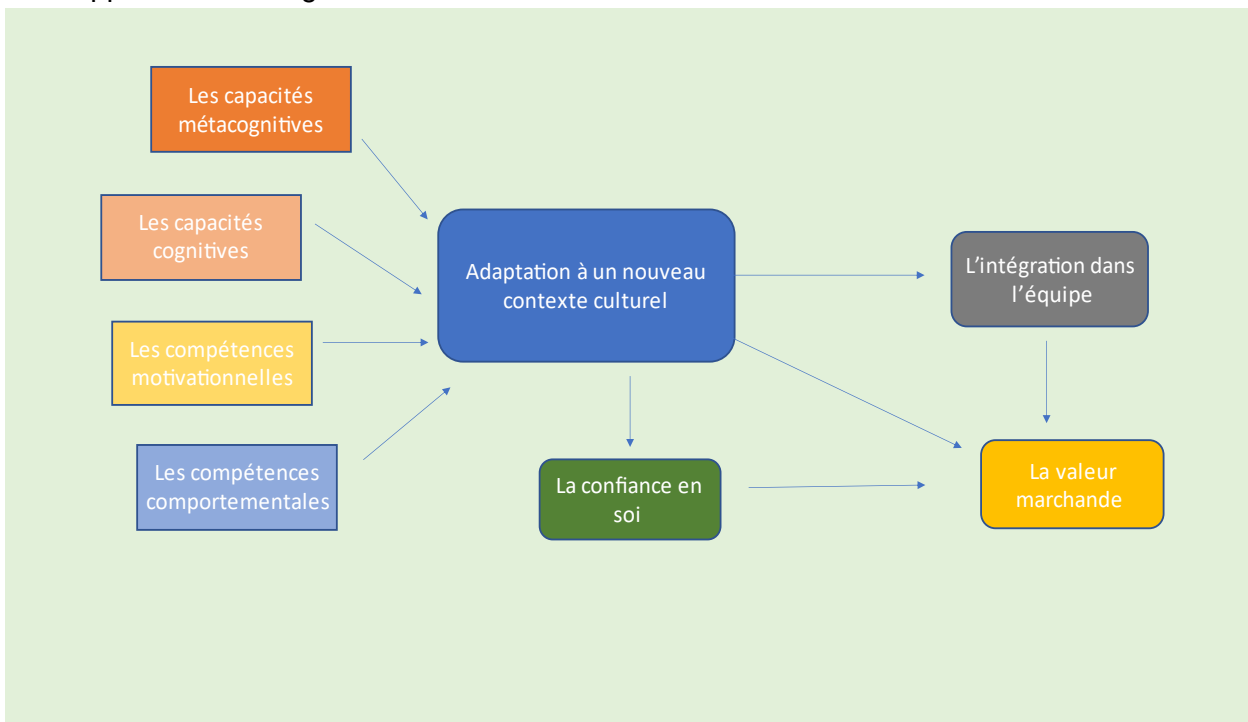 Les capacités
métacognitives
Les capacités
cognitives
Les compétences
motivationnelles
Les compétences
comportementales
Adaptation à un nouveau
contexte culturel
La confiance en
soi
L’intégration dans
l’équipe
La valeur
marchande